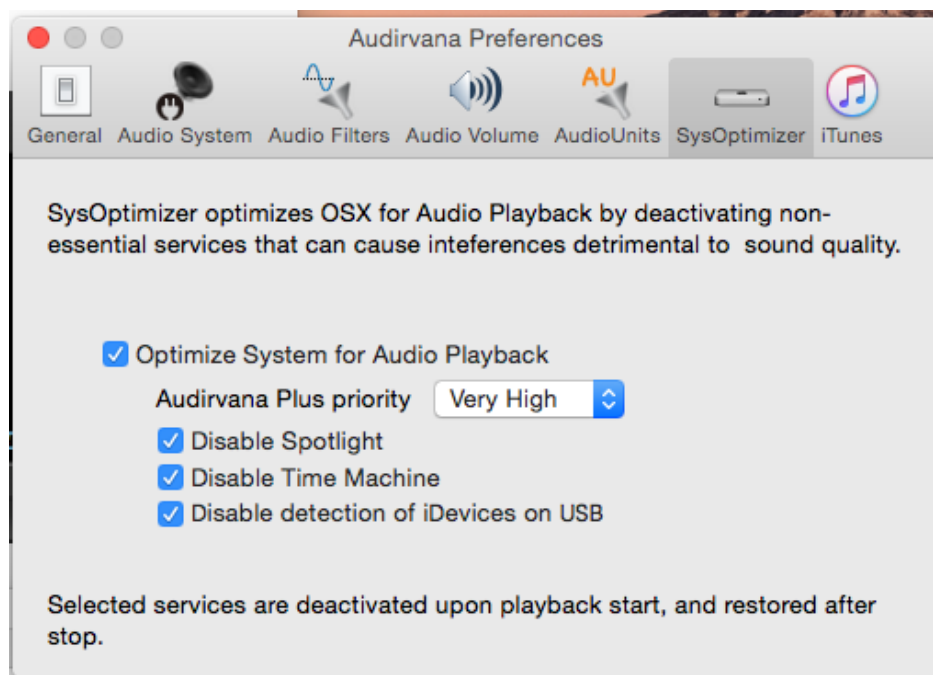 Audirvana Preferences
AU
General Audio System Audio Filters Audio Volume AudioUnits SysOptimizer iTunes
SysOptimizer optimizes OSX for Audio Playback by deactivating non-
essential services that can cause inteferences detrimental to sound quality.
Optimize System for Audio Playback
Audirvana Plus priority Very High
Disable Spotlight
Disable Time Machine
Disable detection of iDevices on USB
Selected services are deactivated upon playback start, and restored after
stop.